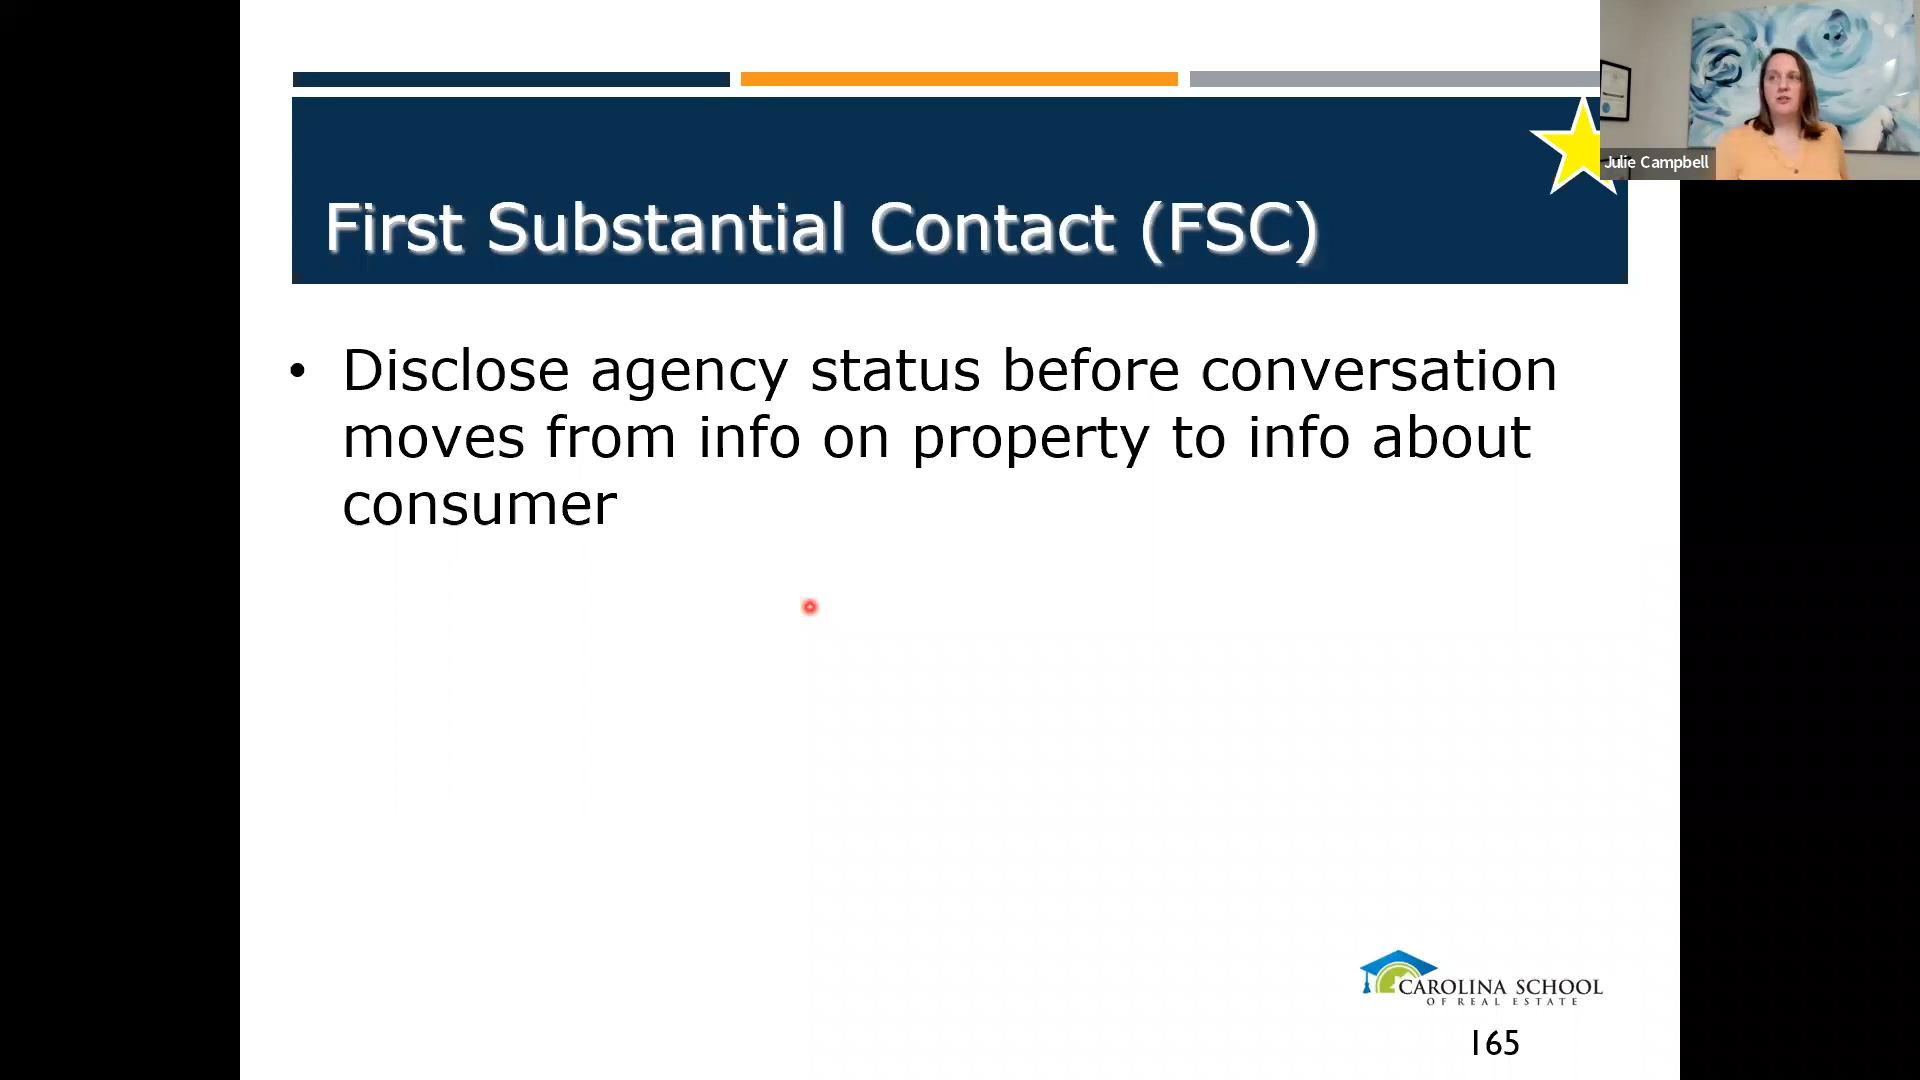 First Substantial Contact (FSC)
Julie Campbell
• Disclose agency status before conversation
moves from info on property to info about
consumer
CAROLINA SCHOOL
OF REAL ESTATE
165